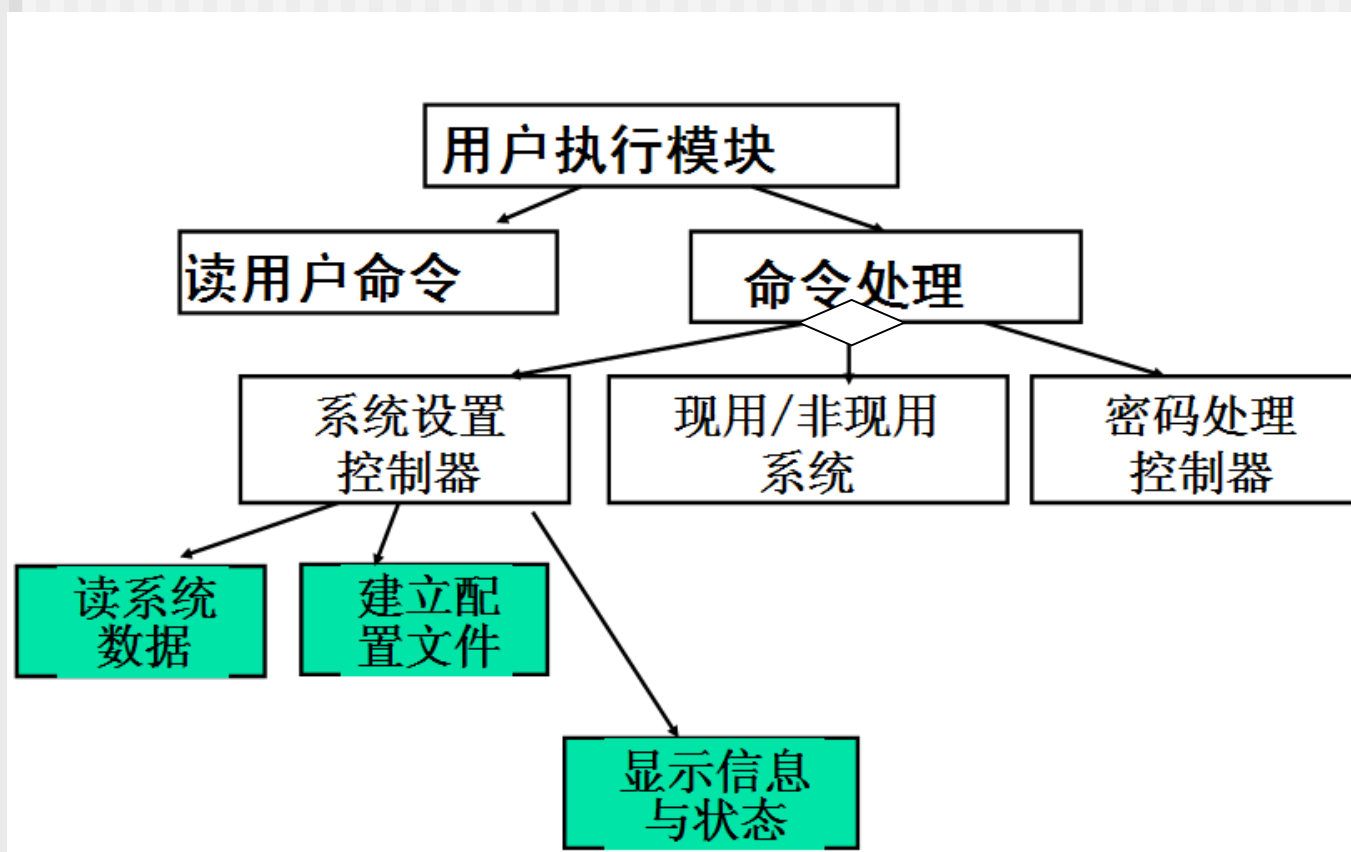 用户执行模块
读用户命令
命令处理
系统设置
控制器
现用/非现用
系统
密码处理
控制器
读系统
数据
建立配
置文件
显示信息
与状态